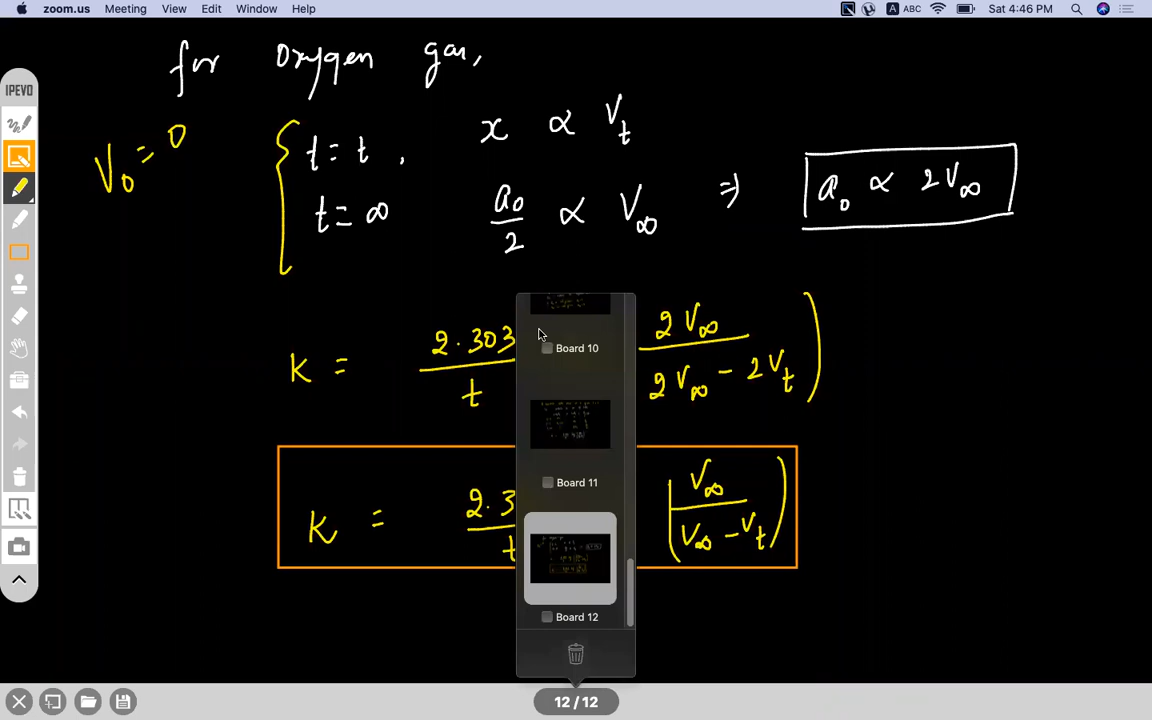 zoom.us Meeting View Edit Window Help A ABC Sat 4:46 PM
IPEVO
for oxygen gas,
V₀ = 0
t = t, x ∝ Vₜ
t = ∞ a₀/2 ∝ V∞ ⇒ a₀ ∝ 2V∞
K = 2.303/t 2V∞/(2V∞ - 2Vₜ))
Board 10
Board 11
K = 2.3/t (V∞/(V∞ - Vₜ))
Board 12
12 / 12